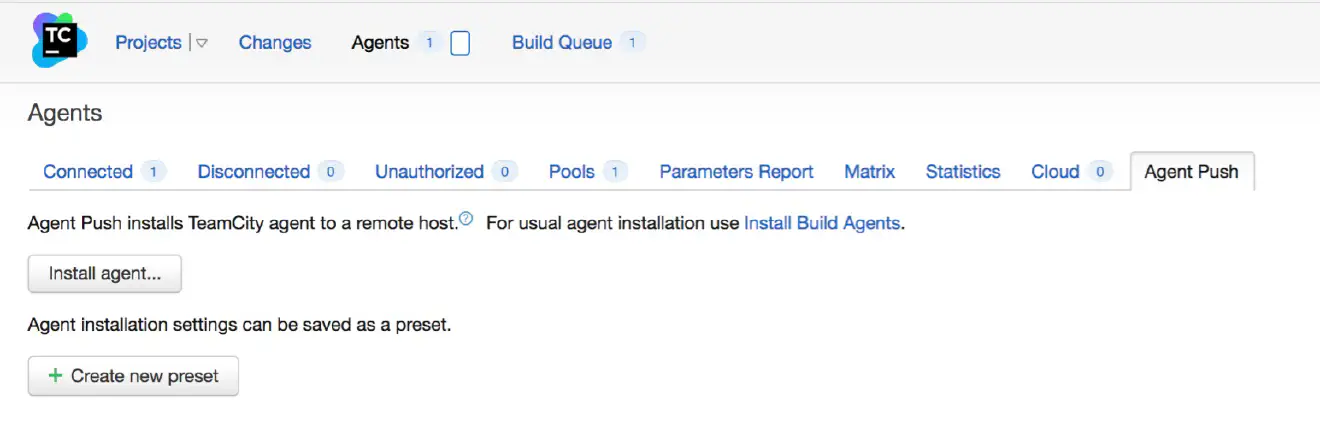 TC Projects Changes Agents 1 Build Queue 1
Agents
Connected 1 Disconnected 0 Unauthorized 0 Pools 1 Parameters Report Matrix Statistics Cloud 0 Agent Push
Agent Push installs TeamCity agent to a remote host.? For usual agent installation use Install Build Agents.
Install agent...
Agent installation settings can be saved as a preset.
+ Create new preset